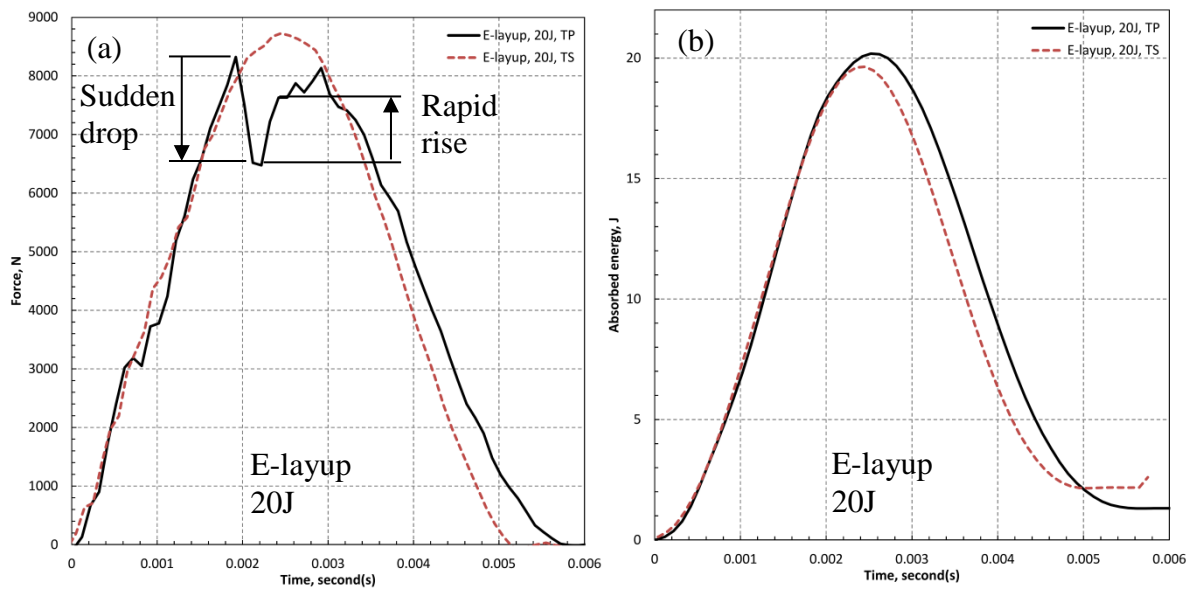 (a)
E-layup, 20J, TP
E-layup, 20J, TS
Sudden
drop
Rapid
rise
E-layup
20J
Force, N
9000
8000
7000
6000
5000
4000
3000
2000
1000
0
0
0.001
0.002
0.003
0.004
0.005
0.006
Time, second(s)
(b)
E-layup, 20J, TP
E-layup, 20J, TS
E-layup
20J
Absorbed energy, J
20
15
10
5
0
0
0.001
0.002
0.003
0.004
0.005
0.006
Time, second(s)